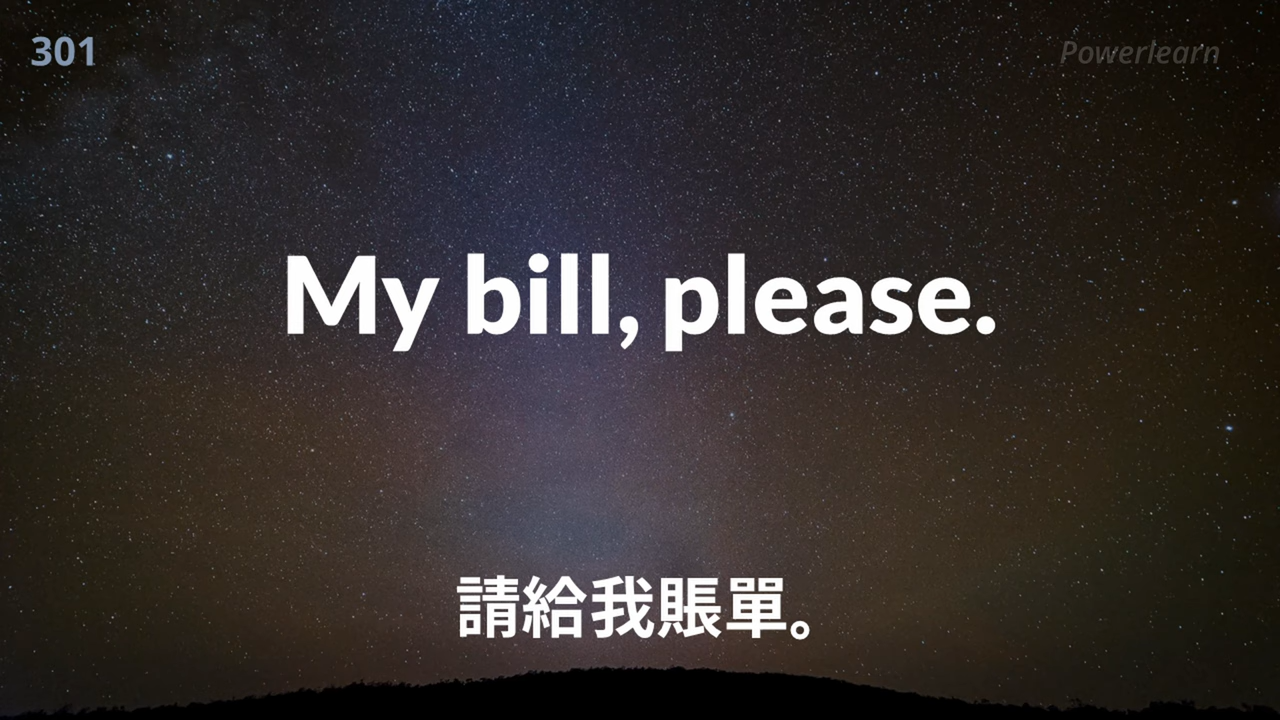 301
Powerlearn
My bill, please.
請給我賬單。